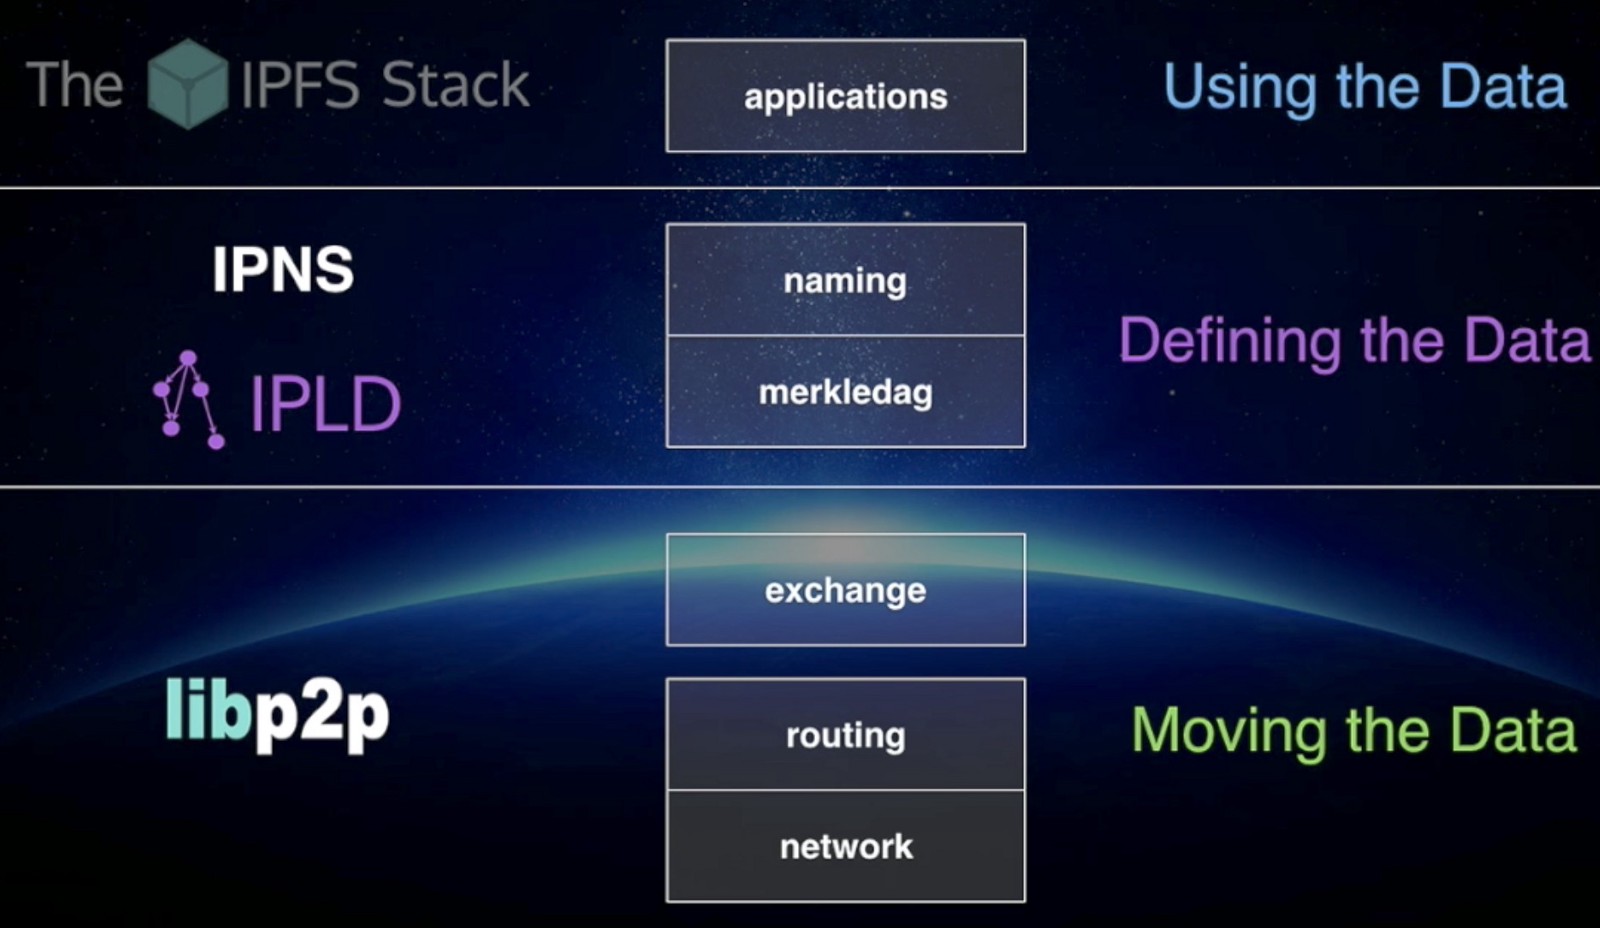 The IPFS Stack
applications
Using the Data
IPNS
naming
IPLD
merkledag
Defining the Data
exchange
libp2p
routing
network
Moving the Data